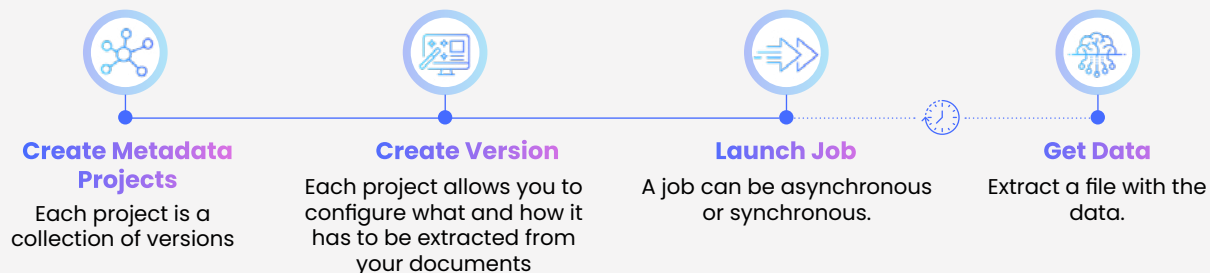 Create Metadata
Projects
Each project is a
collection of versions
Create Version
Each project allows you to
configure what and how it
has to be extracted from
your documents
Launch Job
A job can be asynchronous
or synchronous.
Get Data
Extract a file with the
data.